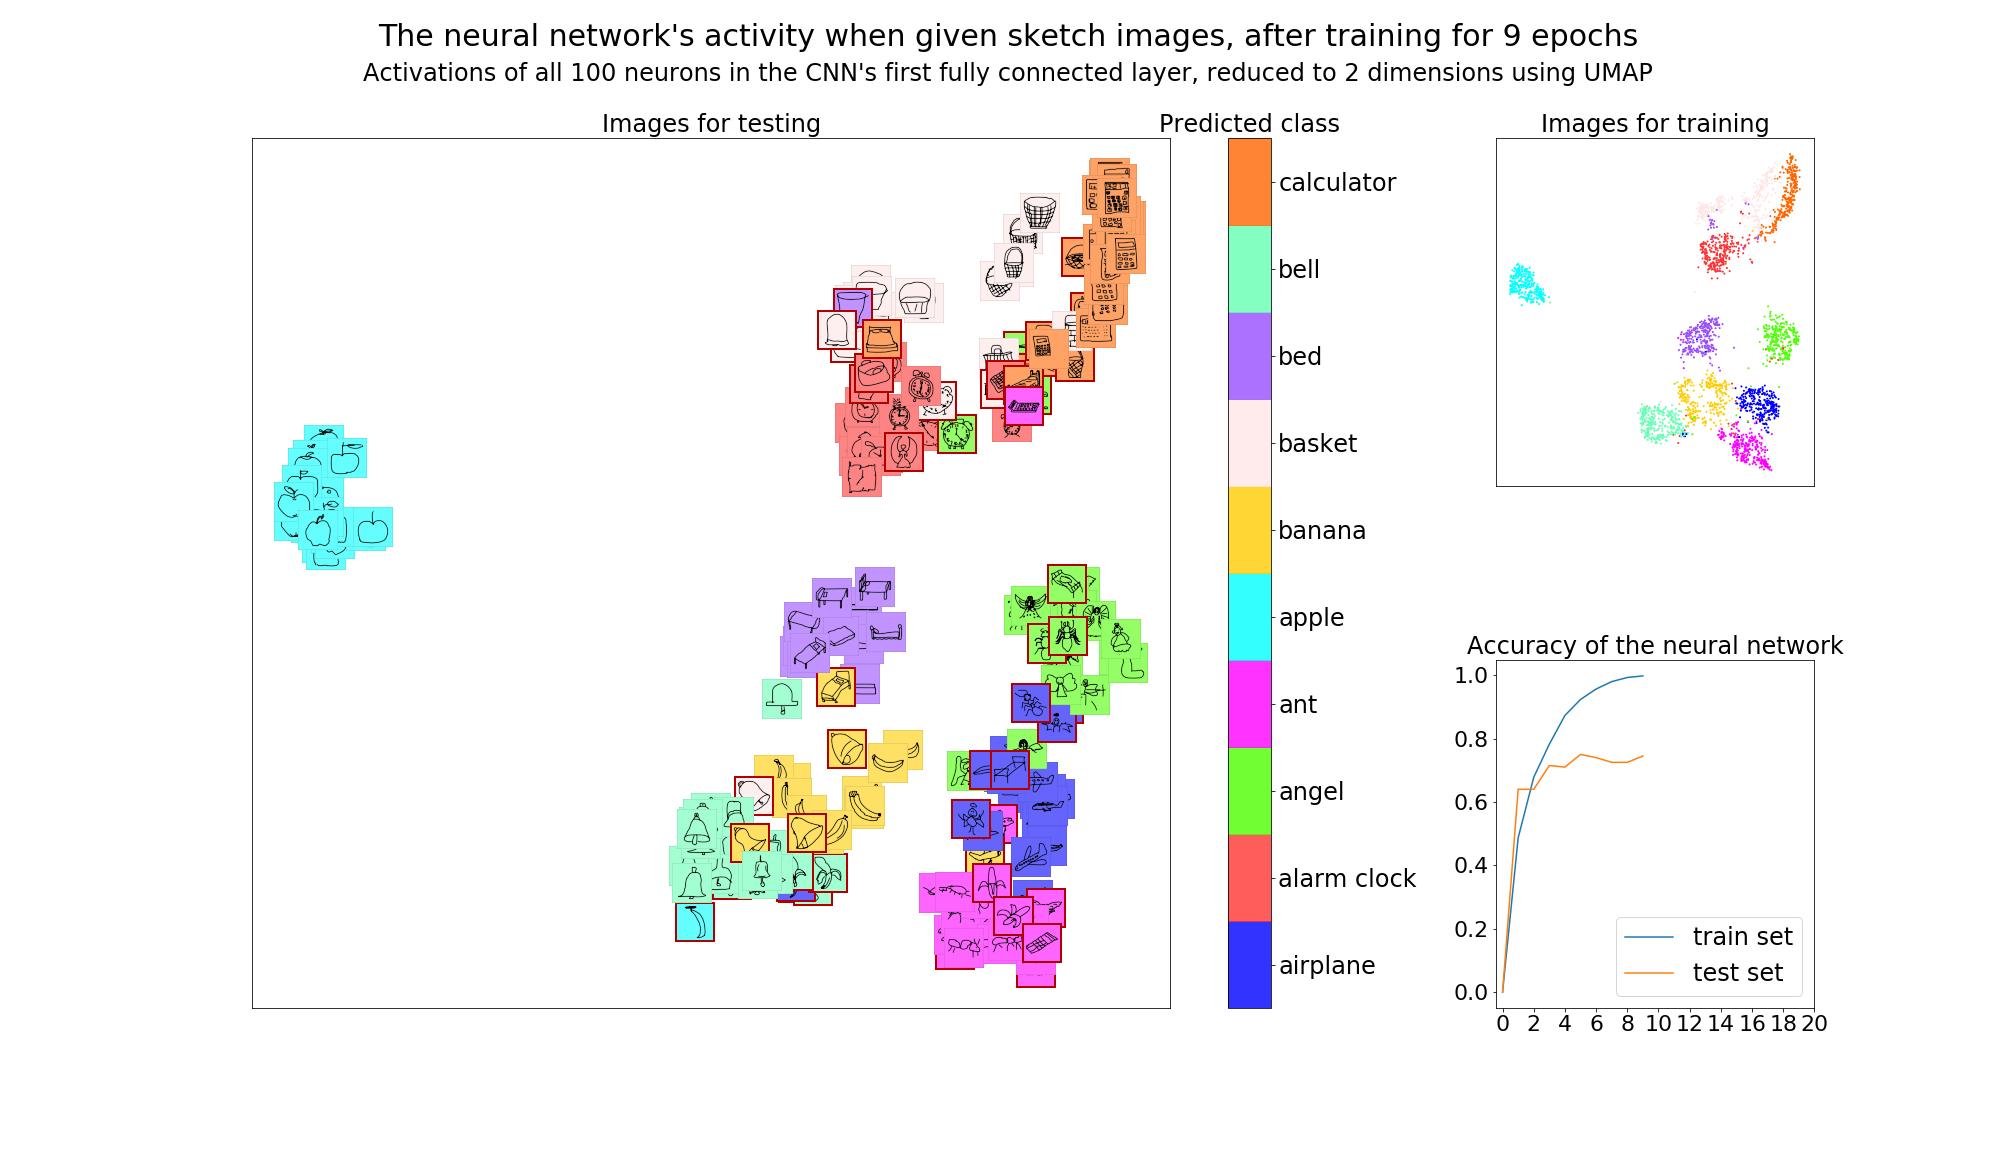 The neural network's activity when given sketch images, after training for 9 epochs
Activations of all 100 neurons in the CNN's first fully connected layer, reduced to 2 dimensions using UMAP
Images for testing
Predicted class
calculator
bell
bed
basket
banana
apple
ant
angel
alarm clock
airplane
Images for training
Accuracy of the neural network
1.0
0.8
0.6
0.4
0.2
0.0
train set
test set
0 2 4 6 8 10 12 14 16 18 20